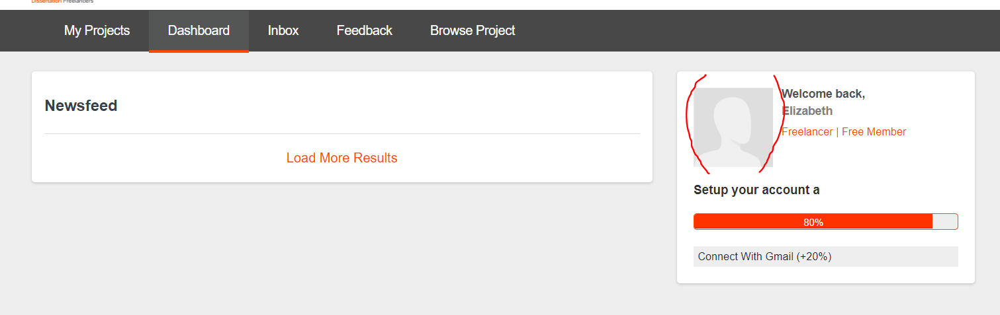 Dissertation Freelancers
My Projects Dashboard Inbox Feedback Browse Project
Newsfeed
Load More Results
Welcome back,
Elizabeth
Freelancer | Free Member
Setup your account a
80%
Connect With Gmail (+20%)